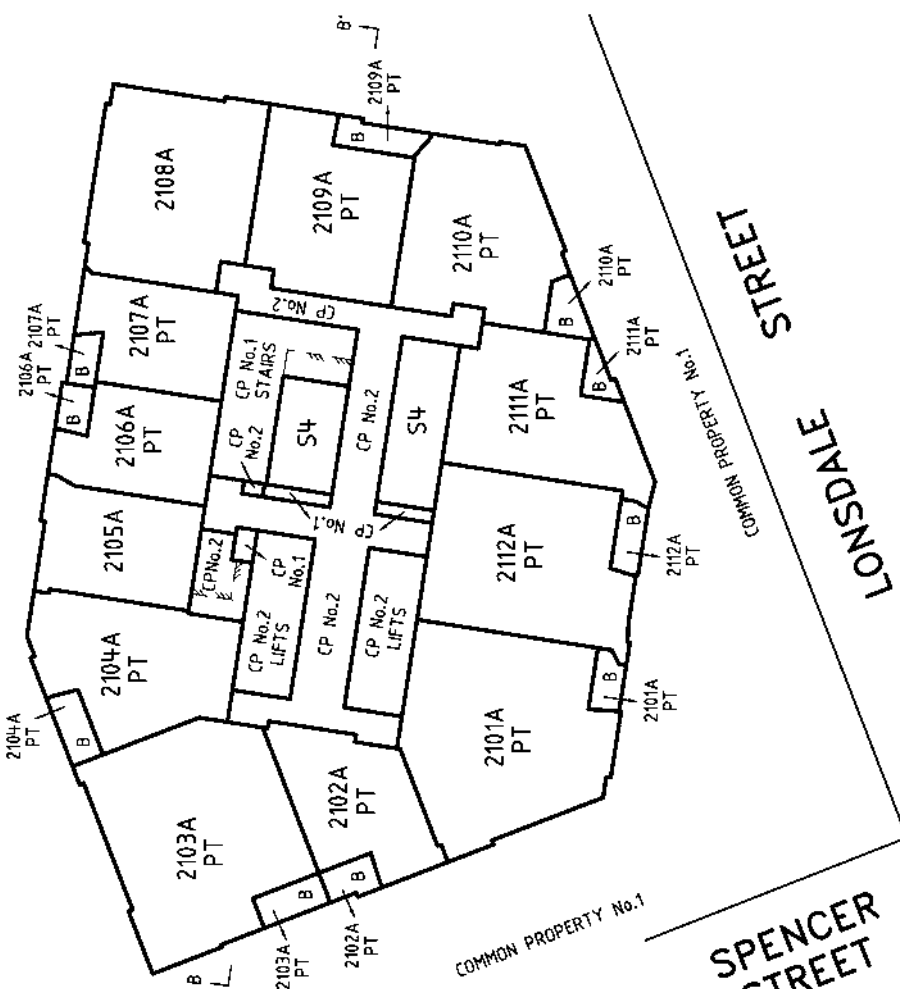 B'
2109A
PT
B
2108A
2109A
PT
2110A
PT
2110A
PT
B
2107A
PT
2106A
PT
B
B
2107A
PT
2106A
PT
CP No.2
CP No.1
STAIRS
CP
No.2
S4
CP No.2
S4
2111A
PT
B
2111A
PT
STREET
COMMON PROPERTY No.1
LONSDALE
2105A
CP No.1
CP
CPNo.2
CP
No.1
CP No.2
LIFTS
CP No.2
CP No.2
LIFTS
2112A
PT
B
2112A
PT
2104A
PT
2104A
PT
B
2101A
PT
B
2101A
PT
2103A
PT
2102A
PT
B
B
2103A
PT
2102A
PT
B
COMMON PROPERTY No.1
SPENCER
STREET